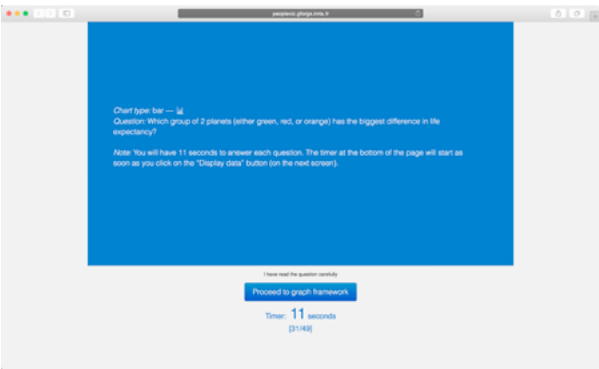 peoplevis.gforge.inria.fr
Chart type: bar —
Question: Which group of 2 planets (either green, red, or orange) has the biggest difference in life
expectancy?
Note: You will have 11 seconds to answer each question. The timer at the bottom of the page will start as
soon as you click on the "Display data" button (on the next screen).
I have read the question carefully
Proceed to graph framework
Timer: 11 seconds
[31/49]